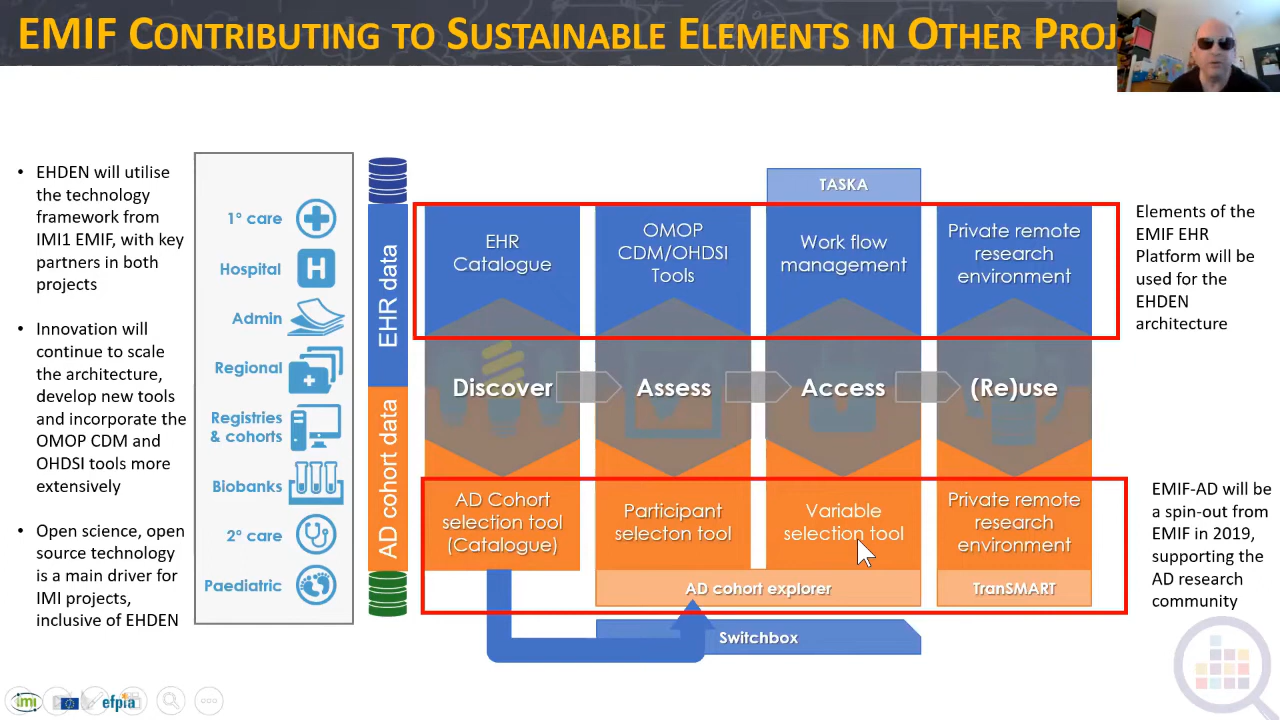 EMIF CONTRIBUTING TO SUSTAINABLE ELEMENTS IN OTHER PROJ
• EHDEN will utilise
the technology
framework from
IMI1 EMIF, with key
partners in both
projects
• Innovation will
continue to scale
the architecture,
develop new tools
and incorporate the
OMOP CDM and
OHDSI tools more
extensively
• Open science, open
source technology
is a main driver for
IMI projects,
inclusive of EHDEN
1° care
Hospital
H
Admin
Regional
Registries
& cohorts
Biobanks
2° care
Paediatric
EHR data
AD cohort data
TASKA
EHR
Catalogue
OMOP
CDM/OHDSI
Tools
Work flow
management
Private remote
research
environment
Discover
Assess
Access
(Re)use
AD Cohort
selection tool
(Catalogue)
Participant
selecton tool
Variable
selection tool
Private remote
research
environment
AD cohort explorer
TranSMART
Switchbox
Elements of the
EMIF EHR
Platform will be
used for the
EHDEN
architecture
EMIF-AD will be
a spin-out from
EMIF in 2019,
supporting the
AD research
community
imi
efpia